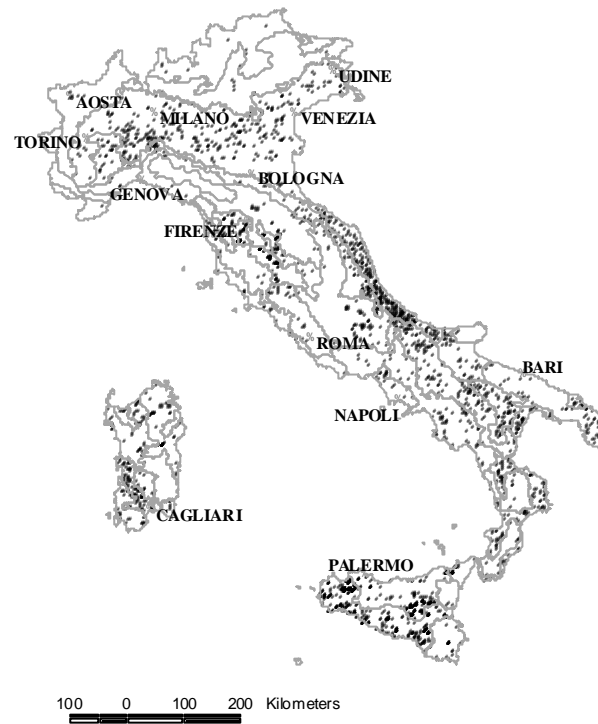 UDINE
AOSTA
MILANO
VENEZIA
TORINO
BOLOGNA
GENOVA
FIRENZE
ROMA
BARI
NAPOLI
CAGLIARI
PALERMO
100 0 100 200 Kilometers